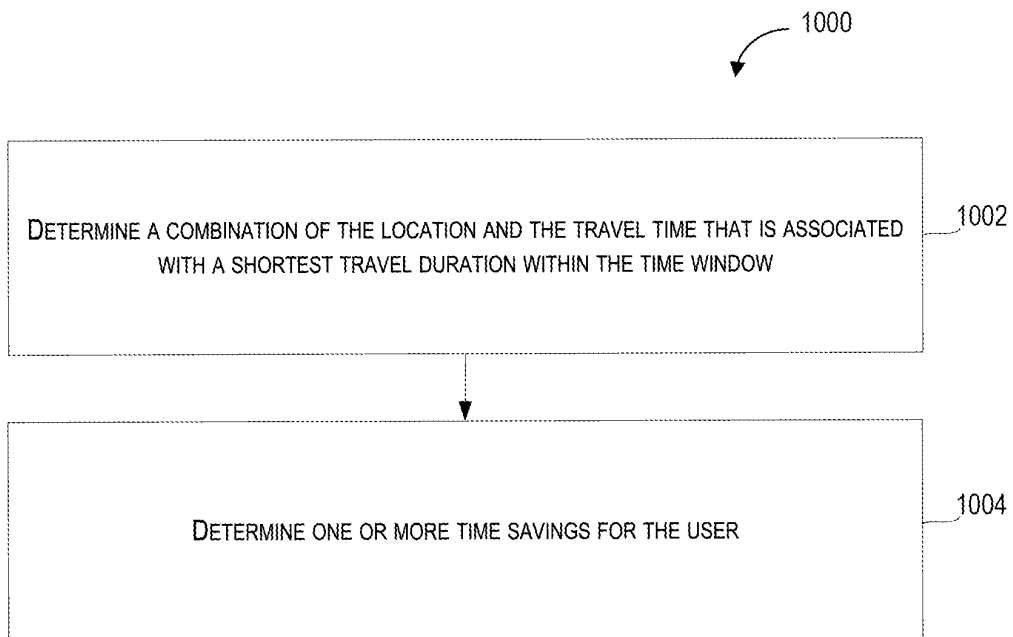 1000
DETERMINE A COMBINATION OF THE LOCATION AND THE TRAVEL TIME THAT IS ASSOCIATED
WITH A SHORTEST TRAVEL DURATION WITHIN THE TIME WINDOW
1002
DETERMINE ONE OR MORE TIME SAVINGS FOR THE USER
1004